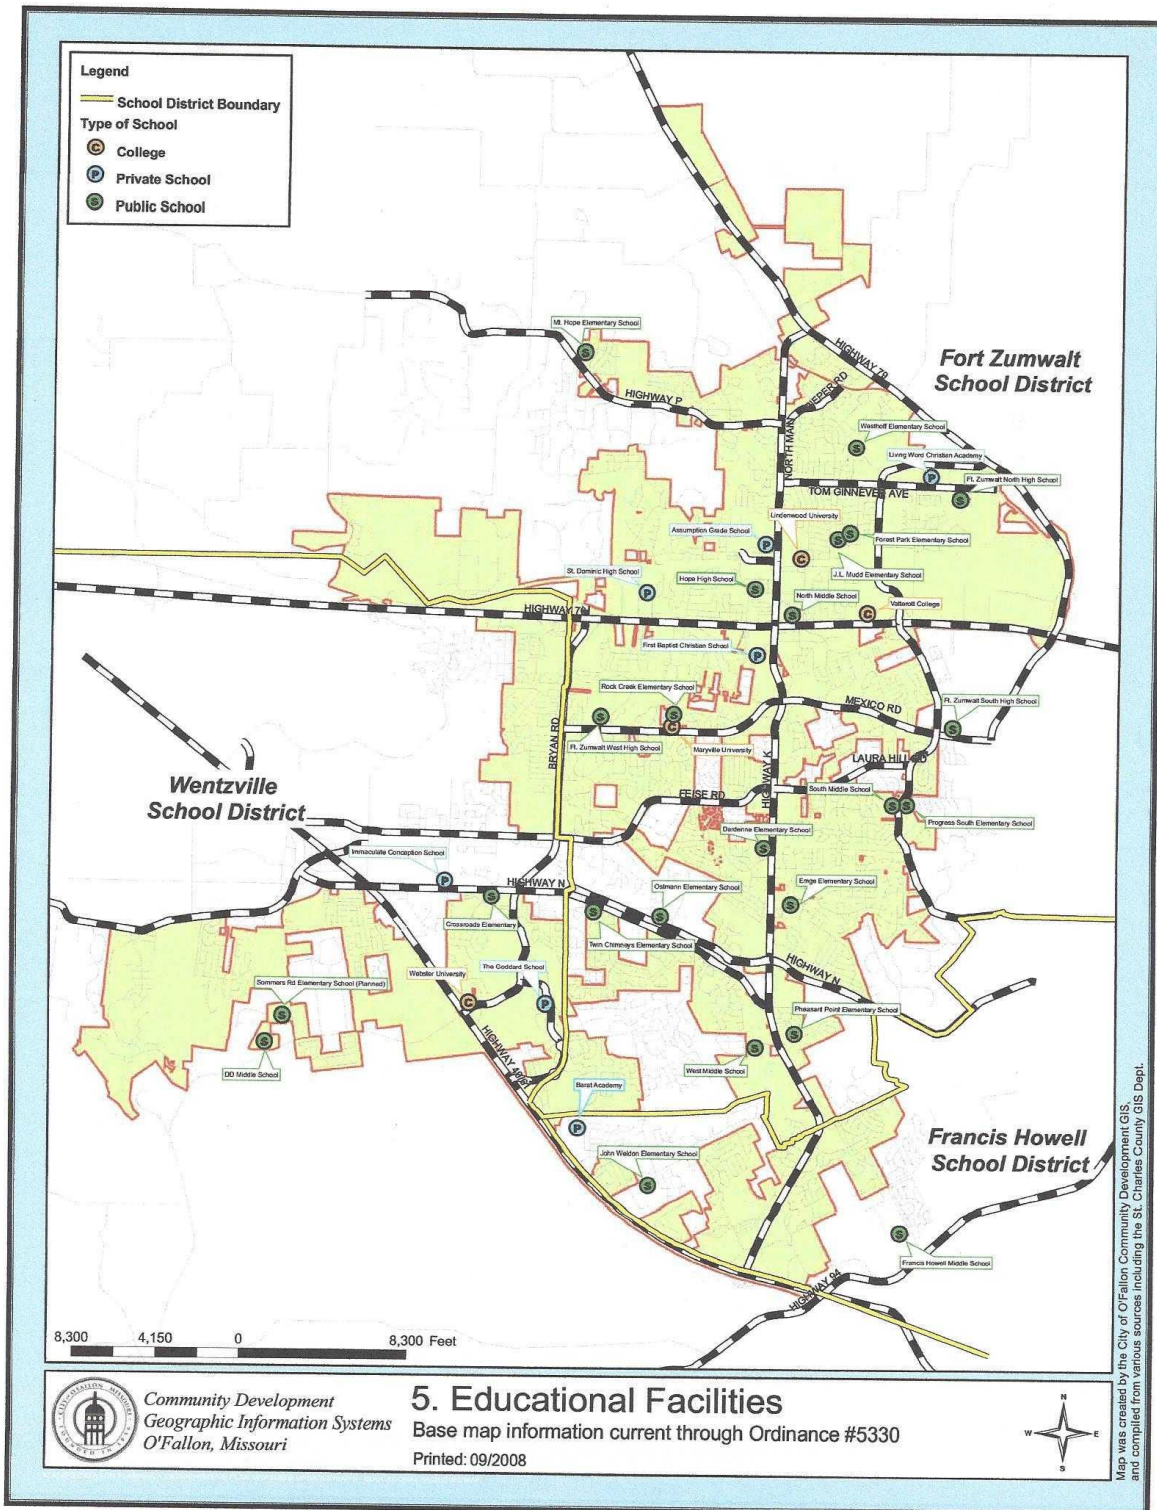 Legend
School District Boundary
Type of School
C College
P Private School
S Public School
Mt. Hope Elementary School
HIGHWAY 79
Fort Zumwalt
School District
HIGHWAY P
NORTH MAIN
Westhoff Elementary School
Living Word Christian Academy
Ft. Zumwalt North High School
TOM GINNEVER AVE
Lindenwood University
Assumption Grade School
Forest Park Elementary School
St. Dominic High School
Hope High School
J.L. Mudd Elementary School
North Middle School
Vatterott College
HIGHWAY
First Baptist Christian School
Rock Creek Elementary School
MEXICO RD
Ft. Zumwalt South High School
Ft. Zumwalt West High School
Maryville University
BRYAN RD
HIGHWAY K
LAURA HILL RD
Wentzville
School District
FEISE RD
South Middle School
Progress South Elementary School
Dardenne Elementary School
Immaculate Conception School
HIGHWAY N
Ostmann Elementary School
Emge Elementary School
Crossroads Elementary
Twin Chimneys Elementary School
HIGHWAY N
Webster University
The Goddard School
Sommers Rd Elementary School (Planned)
Pheasant Point Elementary School
HIGHWAY
West Middle School
DD Middle School
Barat Academy
Francis Howell
School District
John Weldon Elementary School
Francis Howell Middle School
HIGHWAY 94
8,300 4,150 0 8,300 Feet
CITY OF O'FALLON, MISSOURI
Community Development
Geographic Information Systems
O'Fallon, Missouri
5. Educational Facilities
Base map information current through Ordinance #5330
Printed: 09/2008
N
W E
S
Map was created by the City of O'Fallon Community Development GIS,
and compiled from various sources including the St. Charles County GIS Dept.